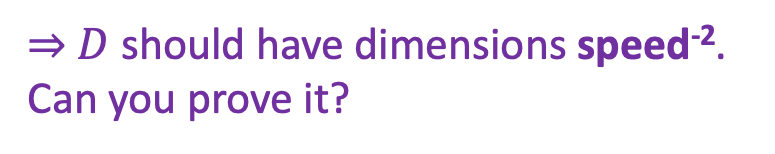 ⇒ 𝐷 should have dimensions speed⁻².
Can you prove it?